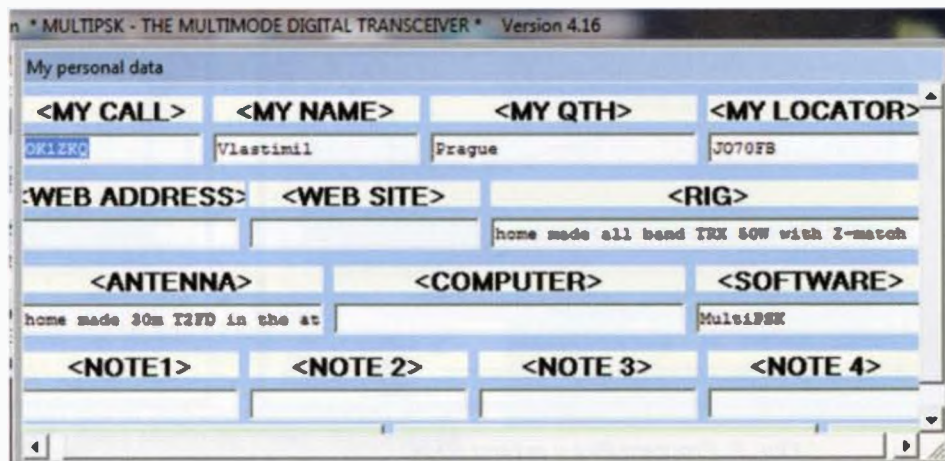 n * MULTIPSK - THE MULTIMODE DIGITAL TRANSCEIVER * Version 4.16
My personal data
<MY CALL> <MY NAME> <MY QTH> <MY LOCATOR>
OK1ZKQ Vlastimil Prague JO70FB
<WEB ADDRESS> <WEB SITE> <RIG>
home made all band TRX 50W with Z-match
<ANTENNA> <COMPUTER> <SOFTWARE>
home made 30m T2FD in the at MultiPSK
<NOTE1> <NOTE 2> <NOTE 3> <NOTE 4>